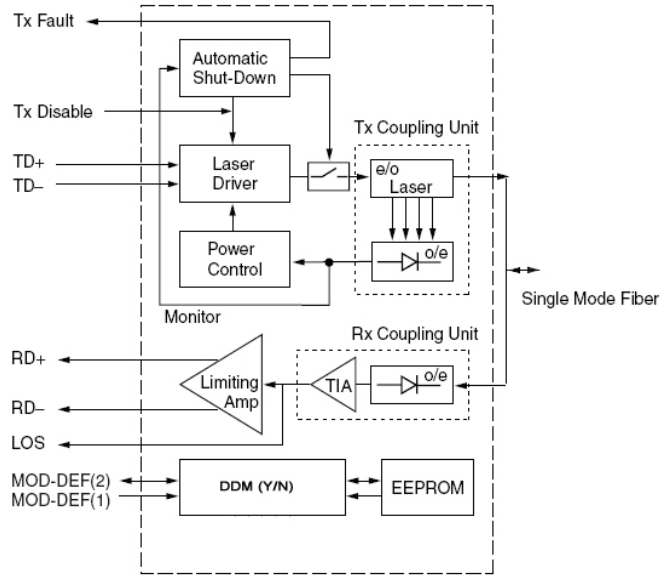 Tx Fault
Automatic
Shut-Down
Tx Disable
Tx Coupling Unit
TD+
TD–
Laser
Driver
e/o
Laser
Power
Control
o/e
Single Mode Fiber
Monitor
Rx Coupling Unit
RD+
RD–
Limiting
Amp
TIA
o/e
LOS
MOD-DEF(2)
MOD-DEF(1)
DDM (Y/N)
EEPROM